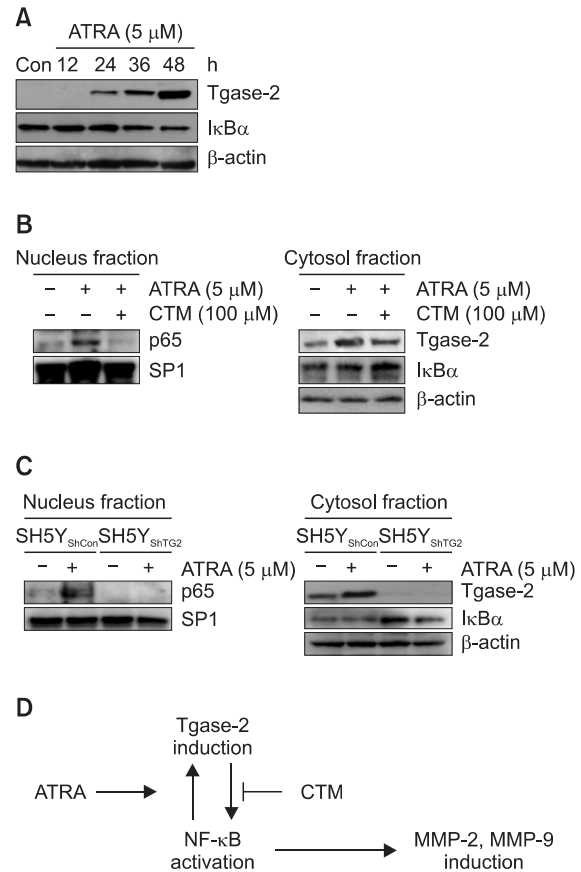 A
ATRA (5 μM)
Con 12 24 36 48 h
Tgase-2
IκBα
β-actin
B
Nucleus fraction
− + + ATRA (5 μM)
− − + CTM (100 μM)
p65
SP1
Cytosol fraction
− + + ATRA (5 μM)
− − + CTM (100 μM)
Tgase-2
IκBα
β-actin
C
Nucleus fraction
SH5YShCon SH5YShTG2
− + − + ATRA (5 μM)
p65
SP1
Cytosol fraction
SH5YShCon SH5YShTG2
− + − + ATRA (5 μM)
Tgase-2
IκBα
β-actin
D
Tgase-2
induction
ATRA
CTM
NF-κB
activation
MMP-2, MMP-9
induction